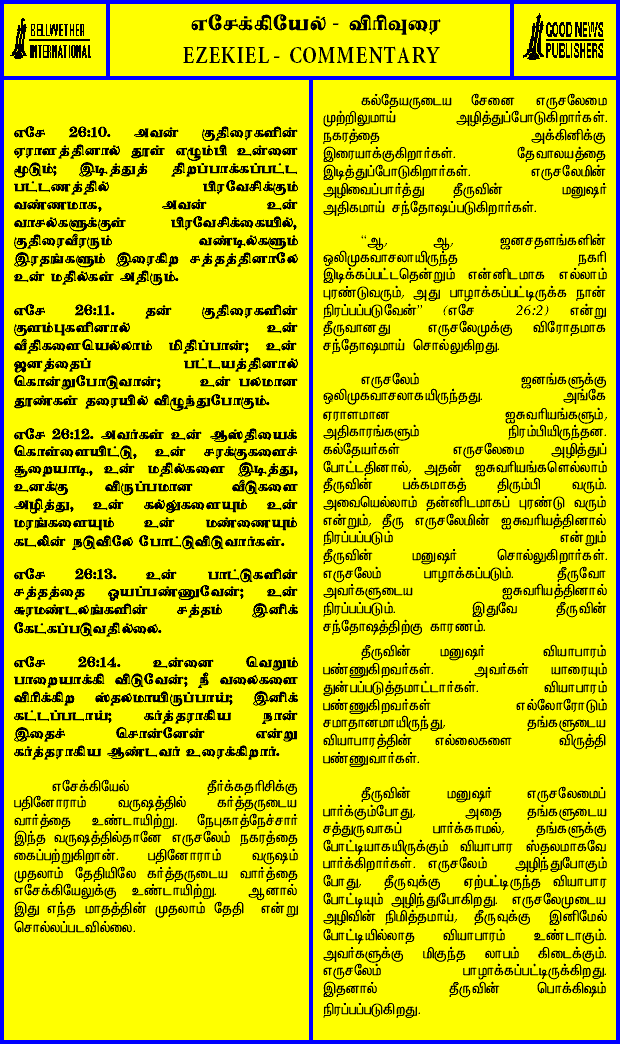 BELLWETHER
INTERNATIONAL
எசேக்கியேல் - விரிவுரை
EZEKIEL - COMMENTARY
GOOD NEWS
PUBLISHERS
எசே 26:10. அவன் குதிரைகளின்
ஏராளத்தினால் தூள் எழும்பி உன்னை
மூடும்; இடித்துத் திறப்பாக்கப்பட்ட
பட்டணத்தில் பிரவேசிக்கும்
வண்ணமாக, அவன் உன்
வாசல்களுக்குள் பிரவேசிக்கையில்,
குதிரைவீரரும் வண்டில்களும்
இரதங்களும் இரைகிற சத்தத்தினாலே
உன் மதில்கள் அதிரும்.
எசே 26:11. தன் குதிரைகளின்
குளம்புகளினால் உன்
வீதிகளையெல்லாம் மிதிப்பான்; உன்
ஜனத்தைப் பட்டயத்தினால்
கொன்றுபோடுவான்; உன் பலமான
தூண்கள் தரையில் விழுந்துபோகும்.
எசே 26:12. அவர்கள் உன் ஆஸ்தியைக்
கொள்ளையிட்டு, உன் சரக்குகளைச்
சூறையாடி, உன் மதில்களை இடித்து,
உனக்கு விருப்பமான வீடுகளை
அழித்து, உன் கல்லுகளையும் உன்
மரங்களையும் உன் மண்ணையும்
கடலின் நடுவிலே போட்டுவிடுவார்கள்.
எசே 26:13. உன் பாட்டுகளின்
சத்தத்தை ஓயப்பண்ணுவேன்; உன்
சுரமண்டலங்களின் சத்தம் இனிக்
கேட்கப்படுவதில்லை.
எசே 26:14. உன்னை வெறும்
பாறையாக்கி விடுவேன்; நீ வலைகளை
விரிக்கிற ஸ்தலமாயிருப்பாய்; இனிக்
கட்டப்படாய்; கர்த்தராகிய நான்
இதைச் சொன்னேன் என்று
கர்த்தராகிய ஆண்டவர் உரைக்கிறார்.
எசேக்கியேல் தீர்க்கதரிசிக்கு
பதினோராம் வருஷத்தில் கர்த்தருடைய
வார்த்தை உண்டாயிற்று. நேபுகாத்நேச்சார்
இந்த வருஷத்தில்தானே எருசலேம் நகரத்தை
கைப்பற்றுகிறான். பதினோராம் வருஷம்
முதலாம் தேதியிலே கர்த்தருடைய வார்த்தை
எசேக்கியேலுக்கு உண்டாயிற்று. ஆனால்
இது எந்த மாதத்தின் முதலாம் தேதி என்று
சொல்லப்படவில்லை.
கல்தேயருடைய சேனை எருசலேமை
முற்றிலுமாய் அழித்துப்போடுகிறார்கள்.
நகரத்தை அக்கினிக்கு
இரையாக்குகிறார்கள். தேவாலயத்தை
இடித்துப்போடுகிறார்கள். எருசலேமின்
அழிவைப்பார்த்து தீருவின் மனுஷர்
அதிகமாய் சந்தோஷப்படுகிறார்கள்.
“ஆ, ஆ, ஜனசதளங்களின்
ஒலிமுகவாசலாயிருந்த நகரி
இடிக்கப்பட்டதென்றும் என்னிடமாக எல்லாம்
புரண்டுவரும், அது பாழாக்கப்பட்டிருக்க நான்
நிரப்பப்படுவேன்” (எசே 26:2) என்று
தீருவானது எருசலேமுக்கு விரோதமாக
சந்தோஷமாய் சொல்லுகிறது.
எருசலேம் ஜனங்களுக்கு
ஒலிமுகவாசலாகயிருந்தது. அங்கே
ஏராளமான ஐசுவரியங்களும்,
அதிகாரங்களும் நிரம்பியிருந்தன.
கல்தேயர்கள் எருசலேமை அழித்துப்
போட்டதினால், அதன் ஐசுவரியங்களெல்லாம்
தீருவின் பக்கமாகத் திரும்பி வரும்.
அவையெல்லாம் தன்னிடமாகப் புரண்டு வரும்
என்றும், தீரு எருசலேமின் ஐசுவரியத்தினால்
நிரப்பப்படும் என்றும்
தீருவின் மனுஷர் சொல்லுகிறார்கள்.
எருசலேம் பாழாக்கப்படும். தீருவோ
அவர்களுடைய ஐசுவரியத்தினால்
நிரப்பப்படும். இதுவே தீருவின்
சந்தோஷத்திற்கு காரணம்.
தீருவின் மனுஷர் வியாபாரம்
பண்ணுகிறவர்கள். அவர்கள் யாரையும்
துன்பப்படுத்தமாட்டார்கள். வியாபாரம்
பண்ணுகிறவர்கள் எல்லோரோடும்
சமாதானமாயிருந்து, தங்களுடைய
வியாபாரத்தின் எல்லைகளை விருத்தி
பண்ணுவார்கள்.
தீருவின் மனுஷர் எருசலேமைப்
பார்க்கும்போது, அதை தங்களுடைய
சத்துருவாகப் பார்க்காமல், தங்களுக்கு
போட்டியாகயிருக்கும் வியாபார ஸ்தலமாகவே
பார்க்கிறார்கள். எருசலேம் அழிந்துபோகும்
போது, தீருவுக்கு ஏற்பட்டிருந்த வியாபார
போட்டியும் அழிந்துபோகிறது. எருசலேமுடைய
அழிவின் நிமித்தமாய், தீருவுக்கு இனிமேல்
போட்டியில்லாத வியாபாரம் உண்டாகும்.
அவர்களுக்கு மிகுந்த லாபம் கிடைக்கும்.
எருசலேம் பாழாக்கப்பட்டிருக்கிறது.
இதனால் தீருவின் பொக்கிஷம்
நிரப்பப்படுகிறது.